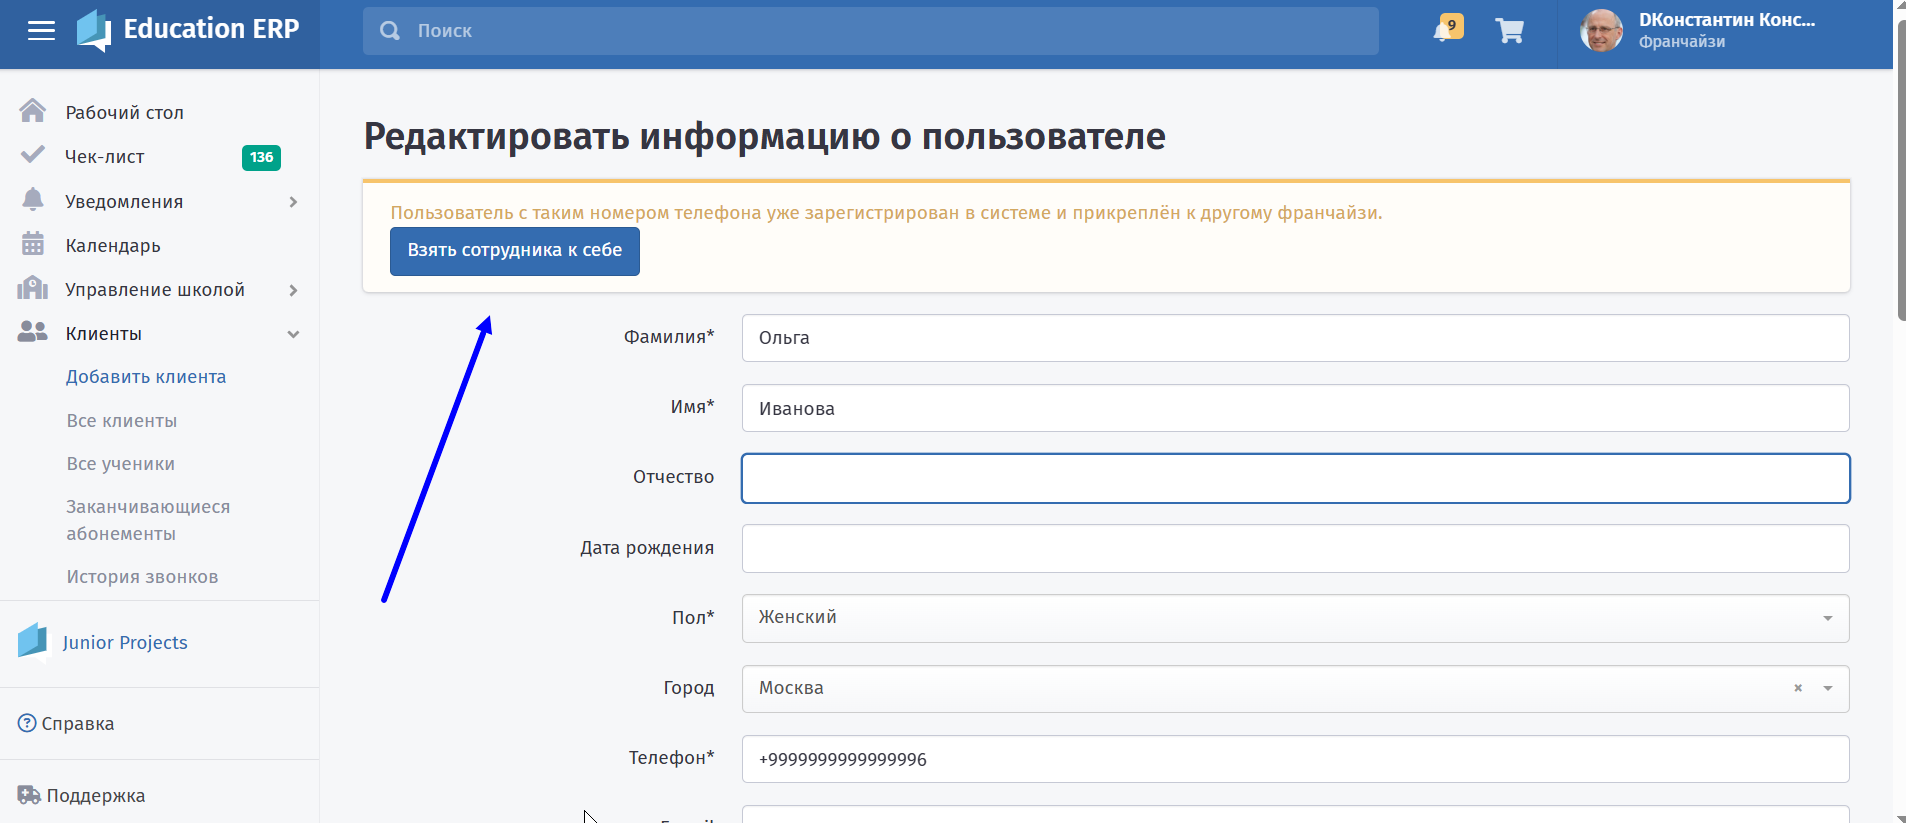 Education ERP
Поиск
9
DКонстантин Конс...
Франчайзи
Рабочий стол
Чек-лист
136
Уведомления
Календарь
Управление школой
Клиенты
Добавить клиента
Все клиенты
Все ученики
Заканчивающиеся
абонементы
История звонков
Junior Projects
Справка
Поддержка
Редактировать информацию о пользователе
Пользователь с таким номером телефона уже зарегистрирован в системе и прикреплён к другому франчайзи.
Взять сотрудника к себе
Фамилия*
Ольга
Имя*
Иванова
Отчество
Дата рождения
Пол*
Женский
Город
Москва
Телефон*
+9999999999999996